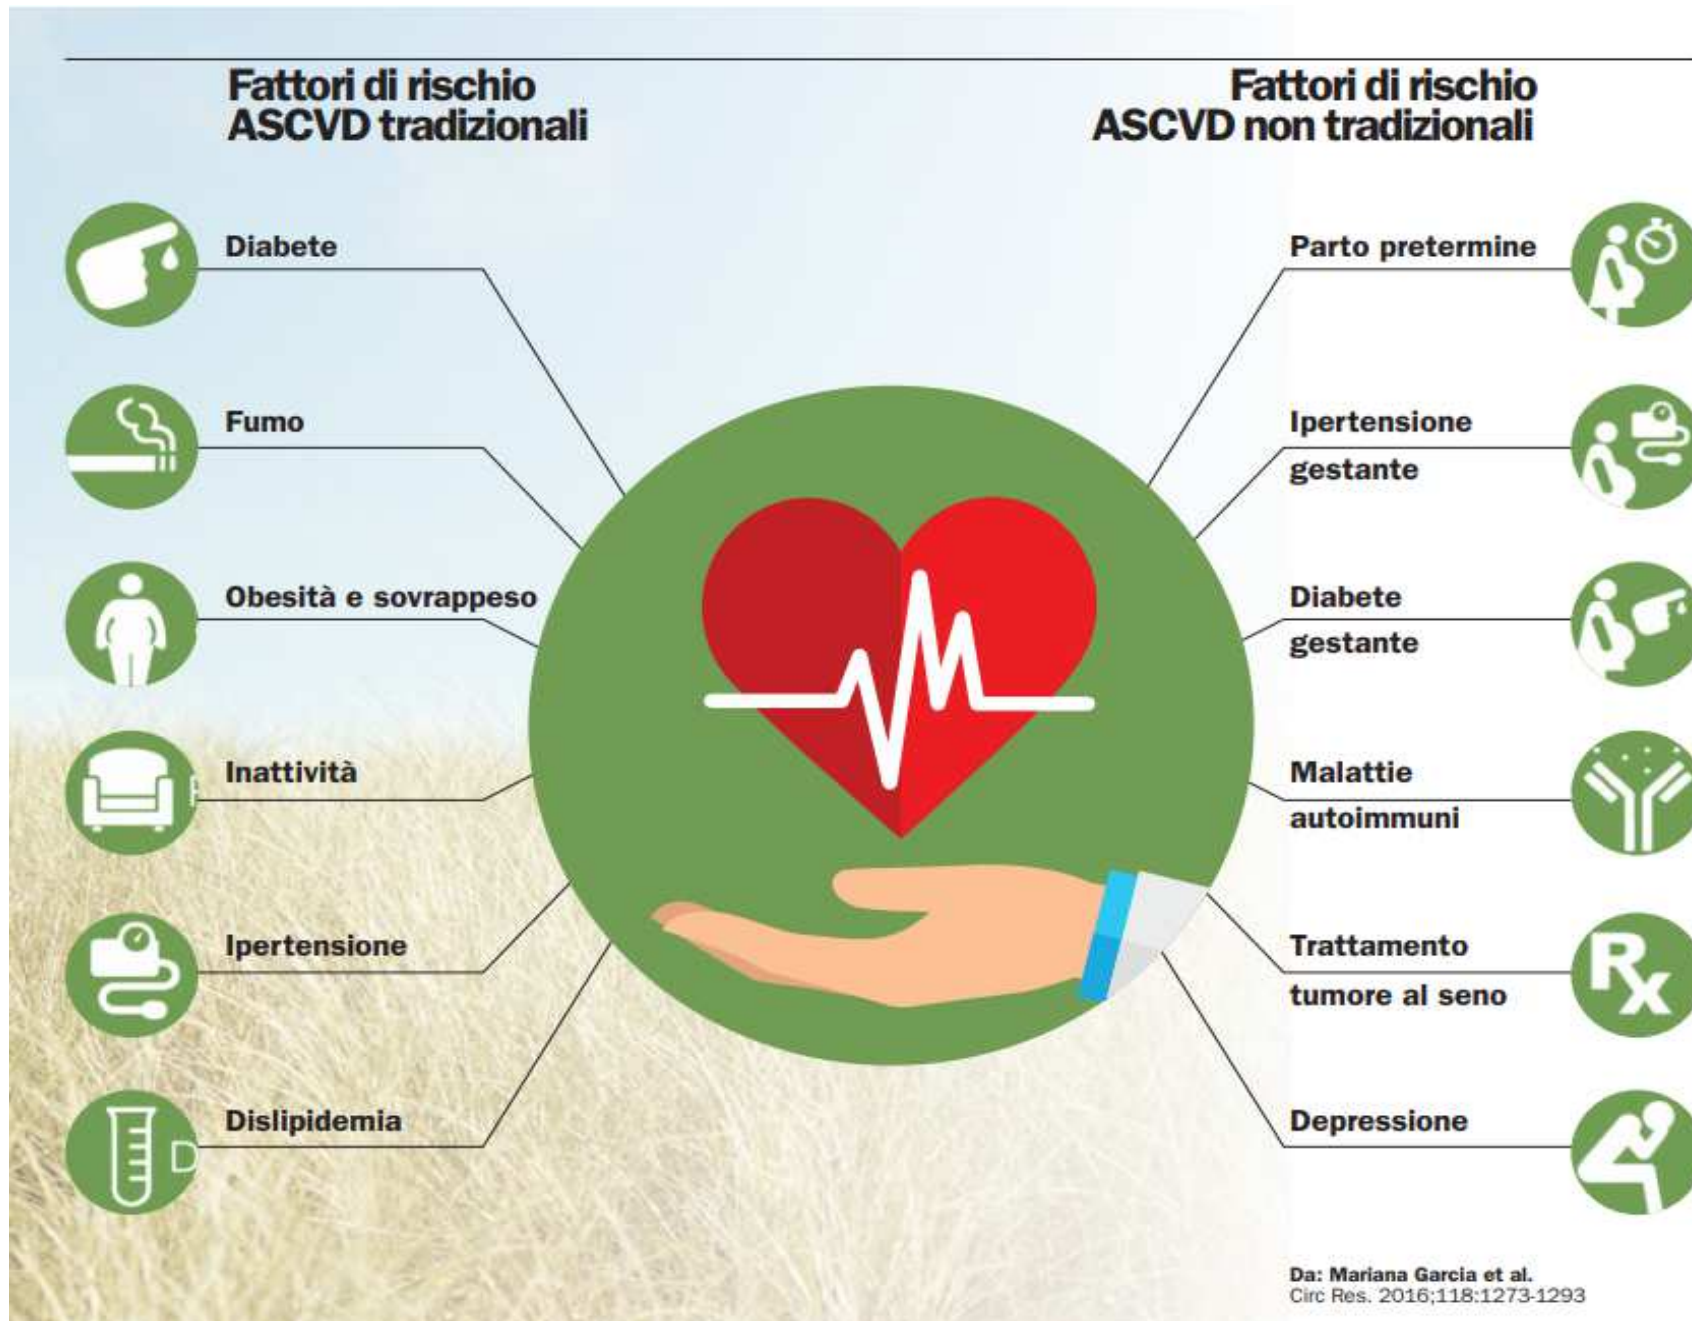 Fattori di rischio
ASCVD tradizionali
Diabete
Fumo
Obesità e sovrappeso
Inattività
Ipertensione
Dislipidemia
D
Fattori di rischio
ASCVD non tradizionali
Parto pretermine
Ipertensione
gestante
Diabete
gestante
Malattie
autoimmuni
Trattamento
tumore al seno
Rx
Depressione
Da: Mariana Garcia et al.
Circ Res. 2016;118:1273-1293